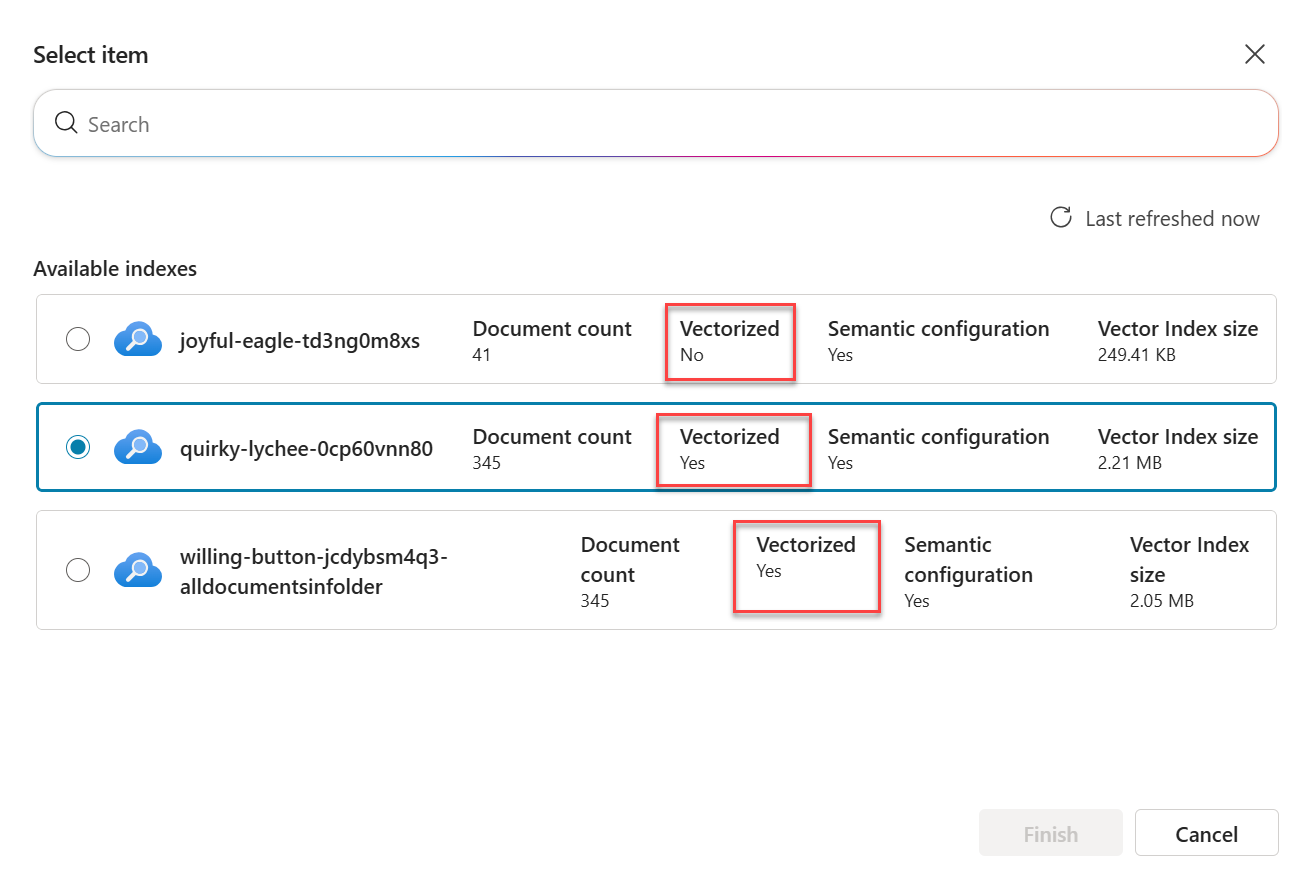 Select item
Search
Last refreshed now
Available indexes
joyful-eagle-td3ng0m8xs
Document count
41
Vectorized
No
Semantic configuration
Yes
Vector Index size
249.41 KB
quirky-lychee-0cp60vnn80
Document count
345
Vectorized
Yes
Semantic configuration
Yes
Vector Index size
2.21 MB
willing-button-jcdybsm4q3-
alldocumentsinfolder
Document
count
345
Vectorized
Yes
Semantic
configuration
Yes
Vector Index
size
2.05 MB
Finish
Cancel